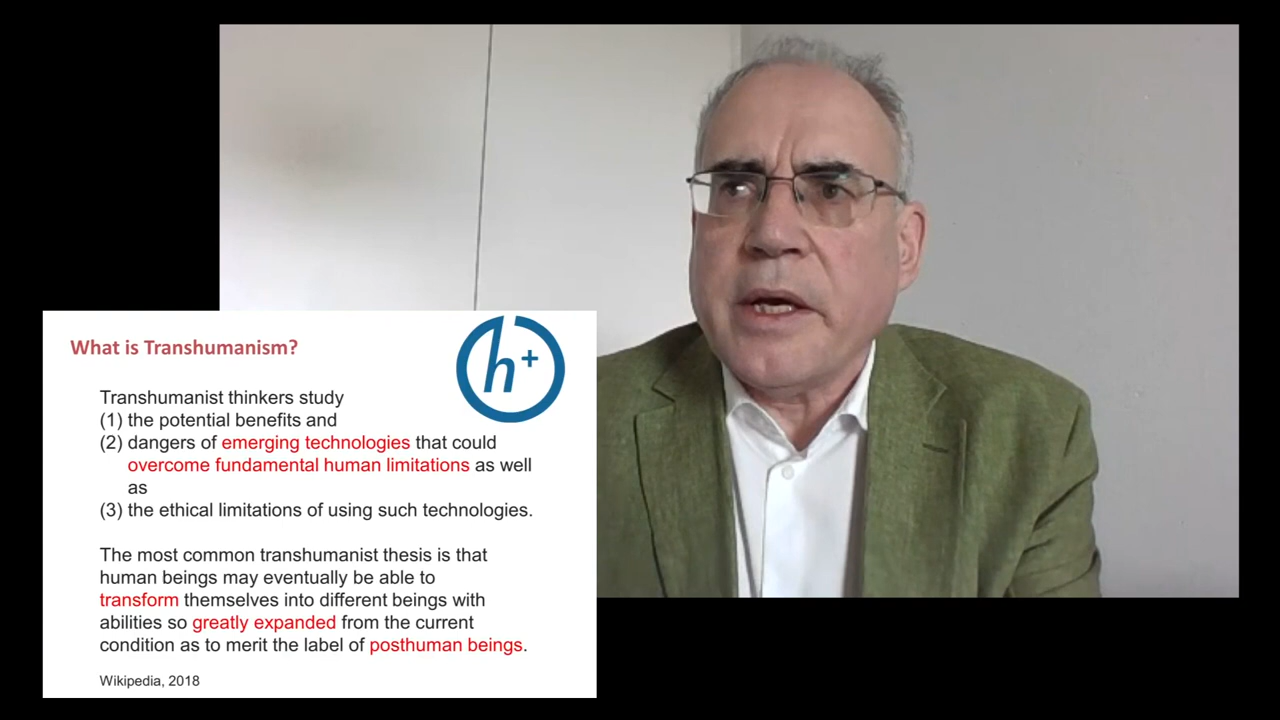 What is Transhumanism?
h+
Transhumanist thinkers study
(1) the potential benefits and
(2) dangers of emerging technologies that could
overcome fundamental human limitations as well
as
(3) the ethical limitations of using such technologies.
The most common transhumanist thesis is that
human beings may eventually be able to
transform themselves into different beings with
abilities so greatly expanded from the current
condition as to merit the label of posthuman beings.
Wikipedia, 2018